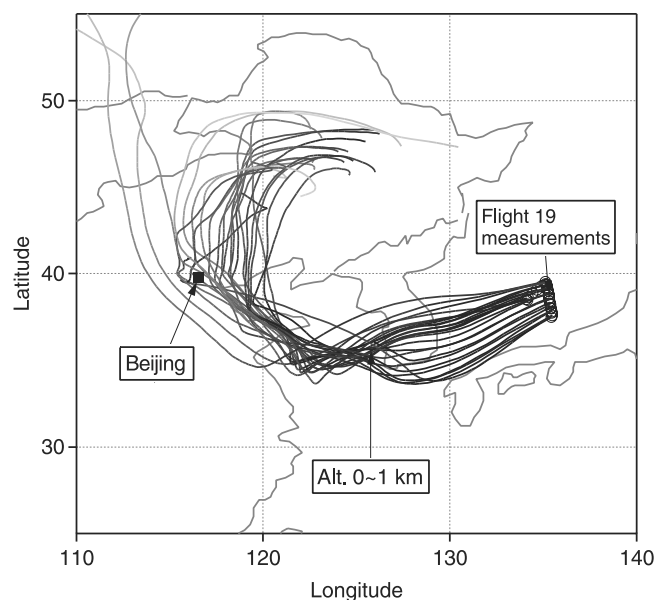 50
40
30
110
120
130
140
Latitude
Longitude
Flight 19
measurements
Beijing
Alt. 0~1 km